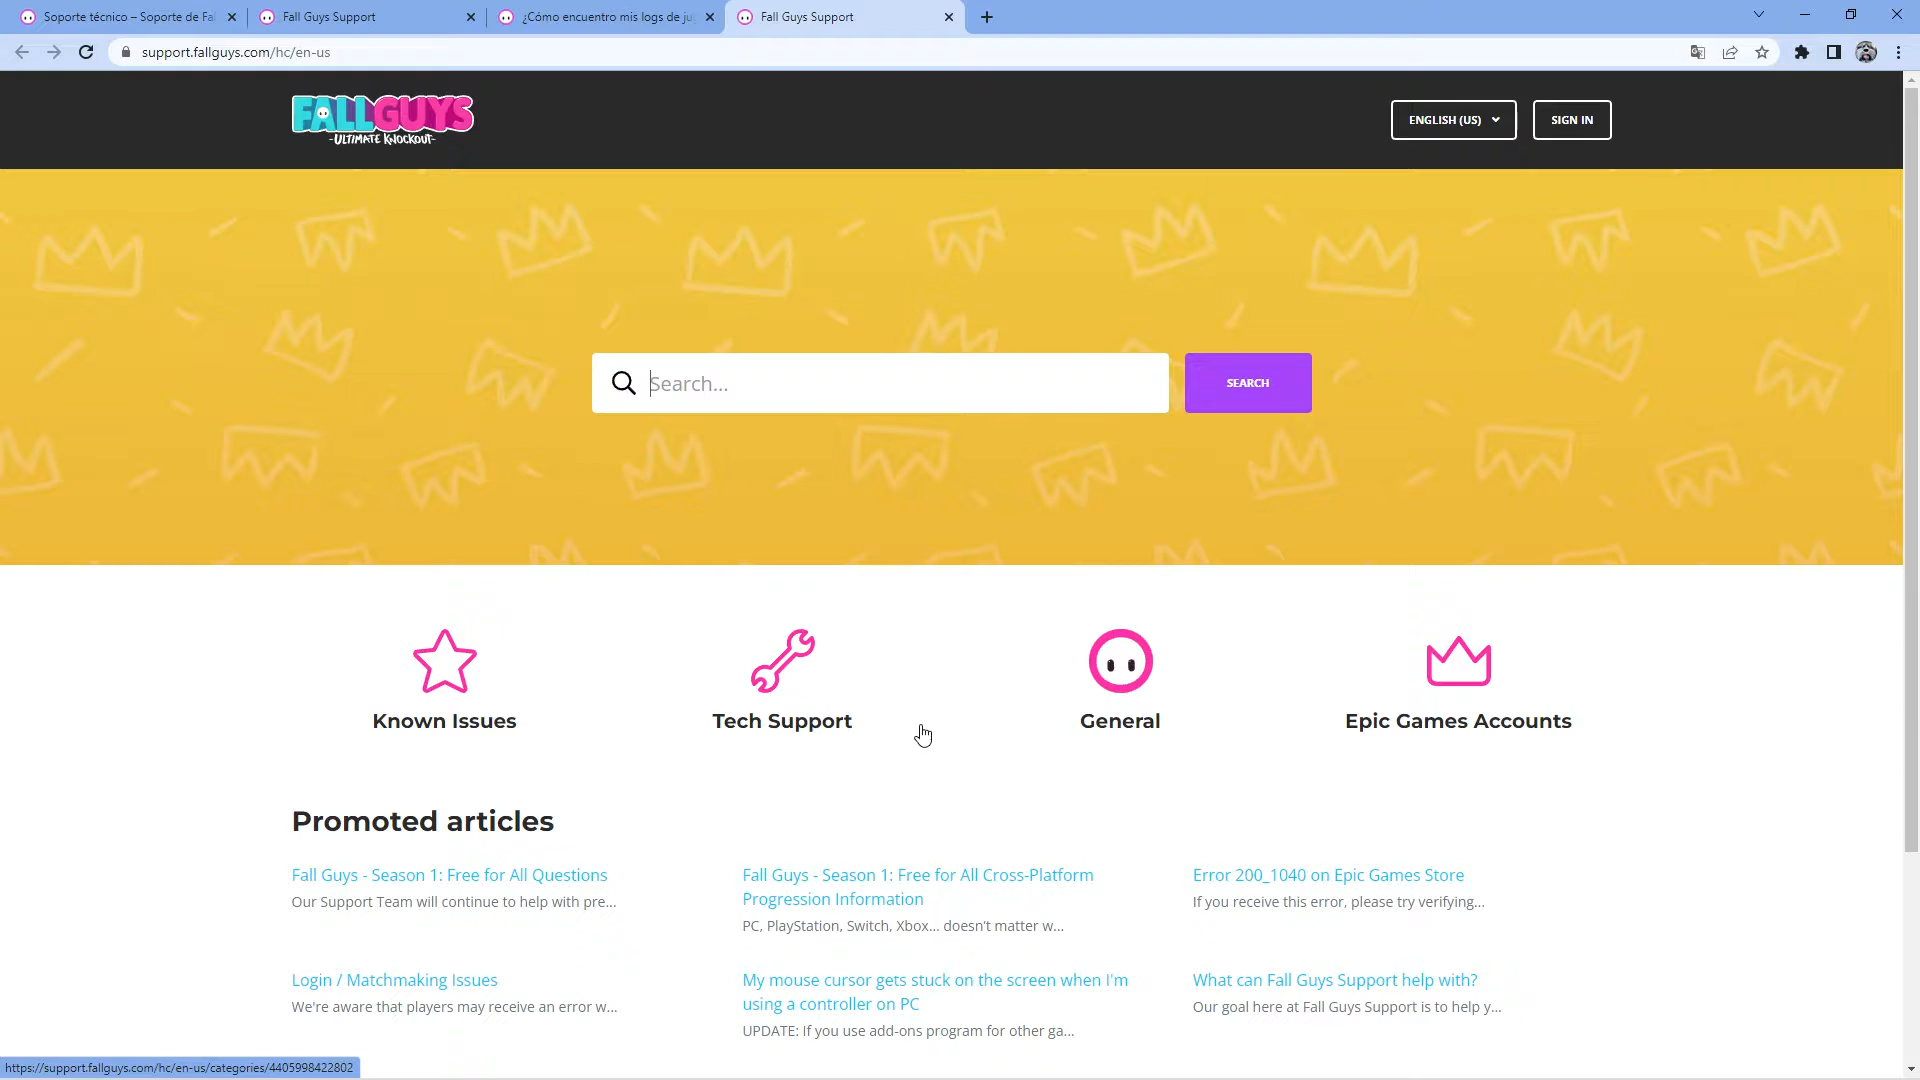 Soporte técnico – Soporte de Fal
Fall Guys Support
¿Cómo encuentro mis logs de ju
Fall Guys Support
support.fallguys.com/hc/en-us
FALL GUYS
-ULTIMATE KNOCKOUT-
ENGLISH (US)
SIGN IN
Search...
SEARCH
Known Issues
Tech Support
General
Epic Games Accounts
Promoted articles
Fall Guys - Season 1: Free for All Questions
Our Support Team will continue to help with pre...
Fall Guys - Season 1: Free for All Cross-Platform
Progression Information
PC, PlayStation, Switch, Xbox... doesn't matter w...
Error 200_1040 on Epic Games Store
If you receive this error, please try verifying...
Login / Matchmaking Issues
We're aware that players may receive an error w...
My mouse cursor gets stuck on the screen when I'm
using a controller on PC
UPDATE: If you use add-ons program for other ga...
What can Fall Guys Support help with?
Our goal here at Fall Guys Support is to help y...
https://support.fallguys.com/hc/en-us/categories/4405998422802